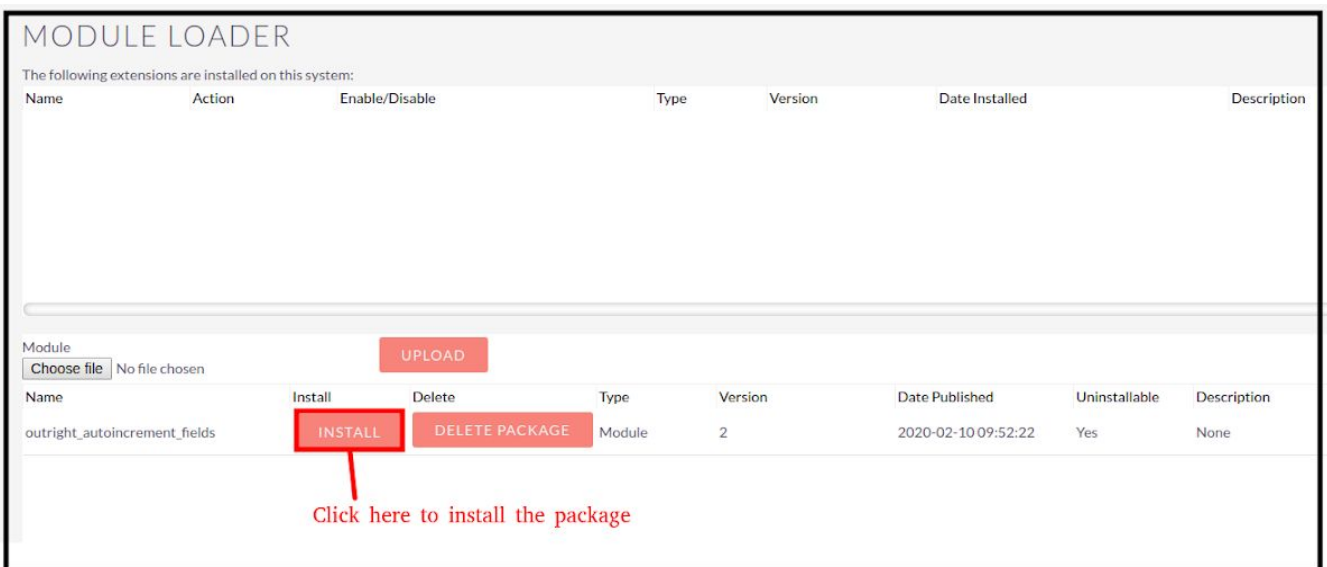 MODULE LOADER
The following extensions are installed on this system:
Name Action Enable/Disable Type Version Date Installed Description
Module
UPLOAD
Choose file No file chosen
Name Install Delete Type Version Date Published Uninstallable Description
outright_autoincrement_fields INSTALL DELETE PACKAGE Module 2 2020-02-10 09:52:22 Yes None
Click here to install the package